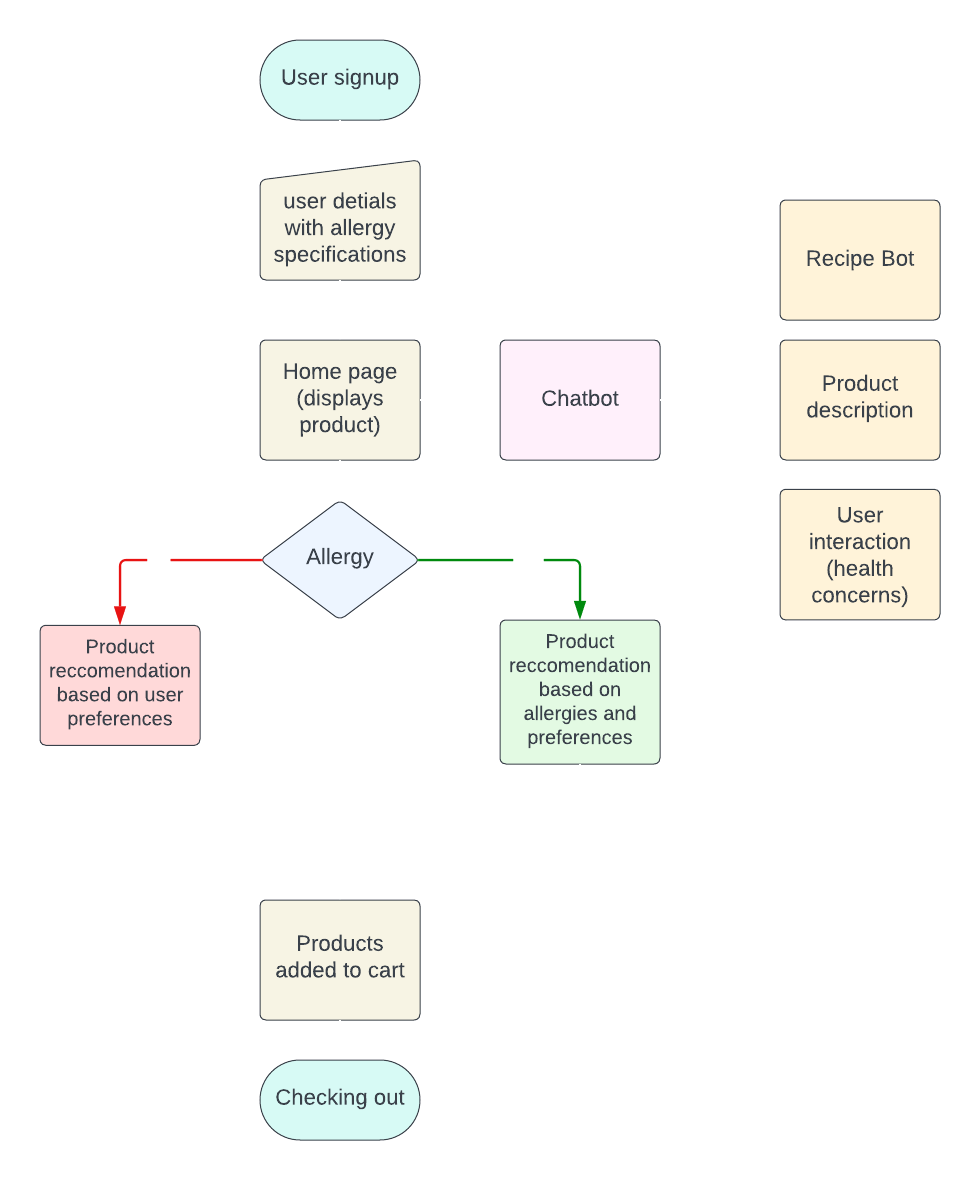 User signup
user detials
with allergy
specifications
Recipe Bot
Home page
(displays
product)
Chatbot
Product
description
Allergy
User
interaction
(health
concerns)
Product
reccomendation
based on user
preferences
Product
reccomendation
based on
allergies and
preferences
Products
added to cart
Checking out